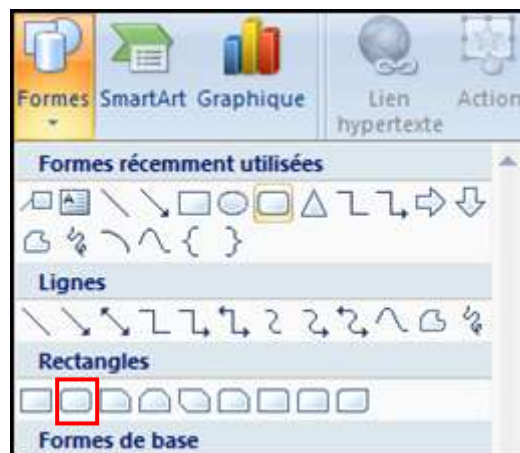 Formes SmartArt Graphique Lien hypertexte Action
Formes récemment utilisées
Lignes
Rectangles
Formes de base